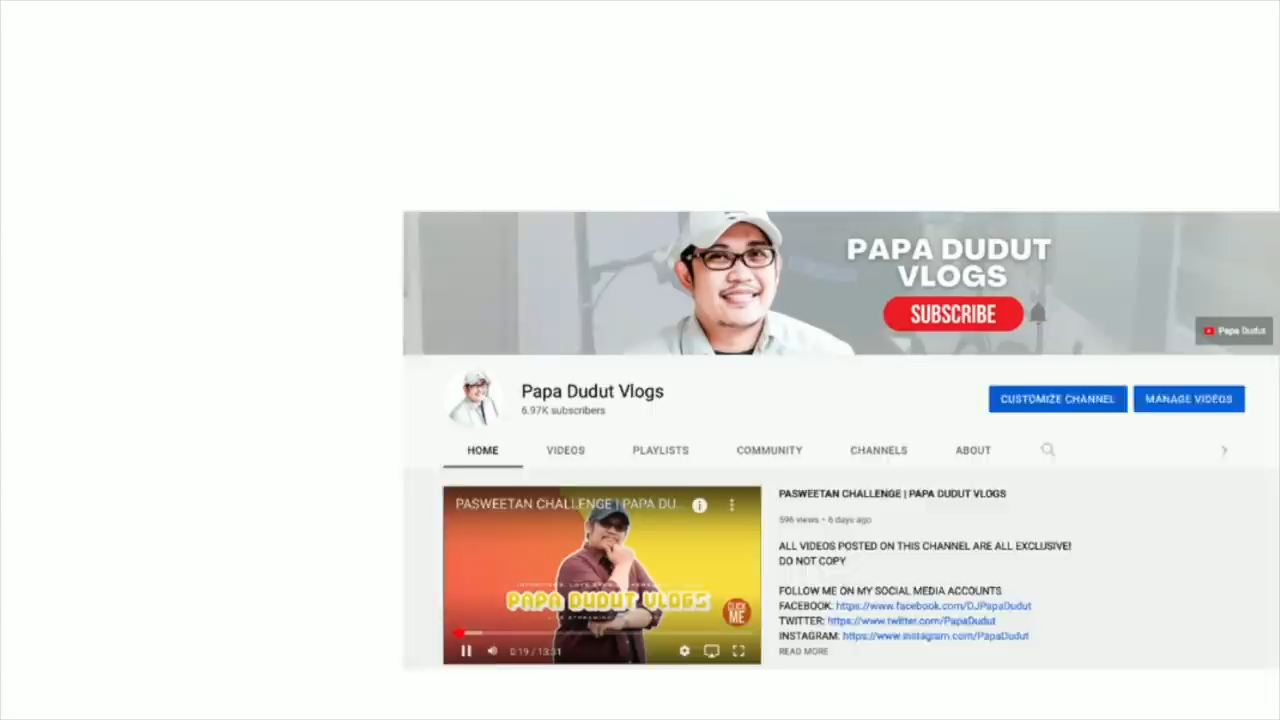 PAPA DUDUT
VLOGS
SUBSCRIBE
Papa Dudut
Papa Dudut Vlogs
6.97K subscribers
CUSTOMIZE CHANNEL
MANAGE VIDEOS
HOME
VIDEOS
PLAYLISTS
COMMUNITY
CHANNELS
ABOUT
PASWEETAN CHALLENGE | PAPA DU...
PAPA DUDUT VLOGS
CLICK
ME
0:19 / 13:31
PASWEETAN CHALLENGE | PAPA DUDUT VLOGS
596 views • 6 days ago
ALL VIDEOS POSTED ON THIS CHANNEL ARE ALL EXCLUSIVE!
DO NOT COPY
FOLLOW ME ON MY SOCIAL MEDIA ACCOUNTS
FACEBOOK: https://www.facebook.com/DJPapaDudut
TWITTER: https://www.twitter.com/PapaDudut
INSTAGRAM: https://www.instagram.com/PapaDudut
READ MORE